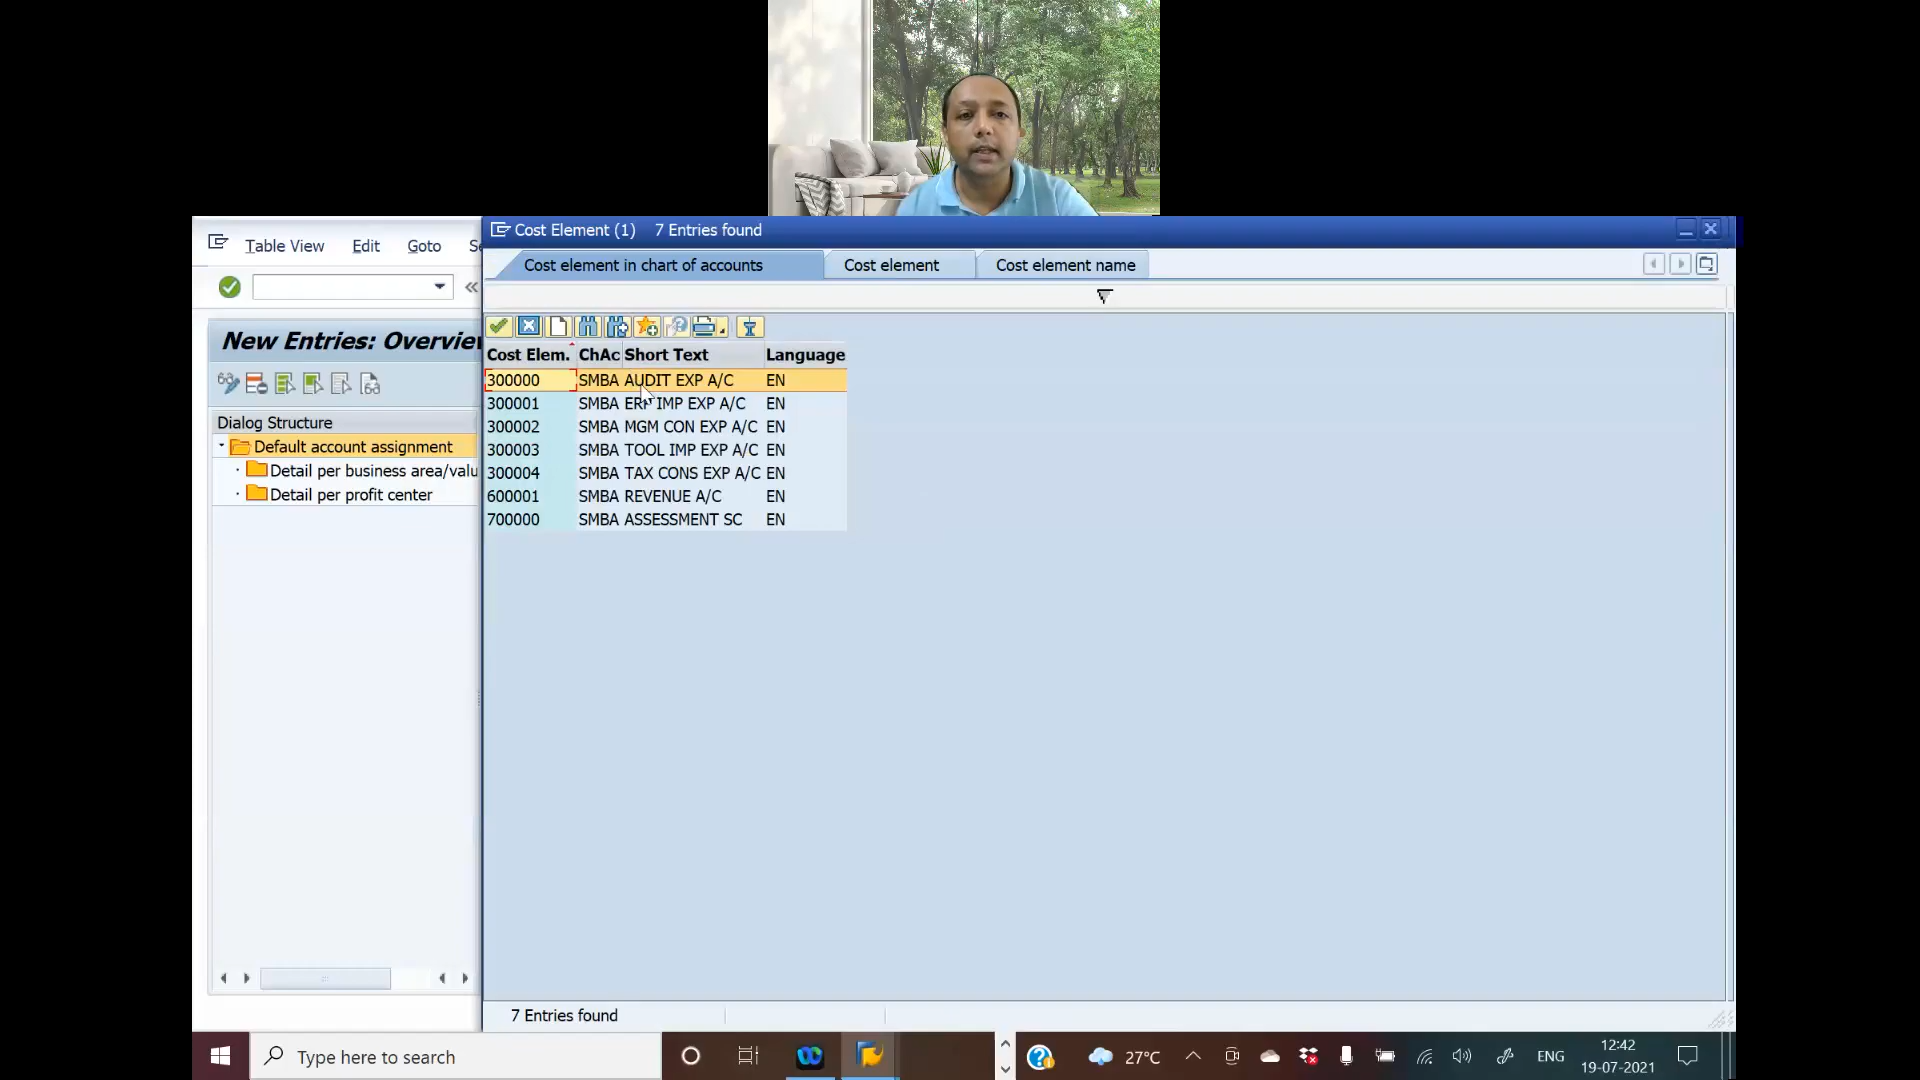 Cost Element (1) 7 Entries found
Table View Edit Goto
Cost element in chart of accounts Cost element Cost element name
New Entries: Overvie
Cost Elem. ChAc Short Text Language
300000 SMBA AUDIT EXP A/C EN
300001 SMBA ERP IMP EXP A/C EN
300002 SMBA MGM CON EXP A/C EN
300003 SMBA TOOL IMP EXP A/C EN
300004 SMBA TAX CONS EXP A/C EN
600001 SMBA REVENUE A/C EN
700000 SMBA ASSESSMENT SC EN
Dialog Structure
Default account assignment
Detail per business area/valu
Detail per profit center
7 Entries found
Type here to search
27°C
ENG
12:42
19-07-2021